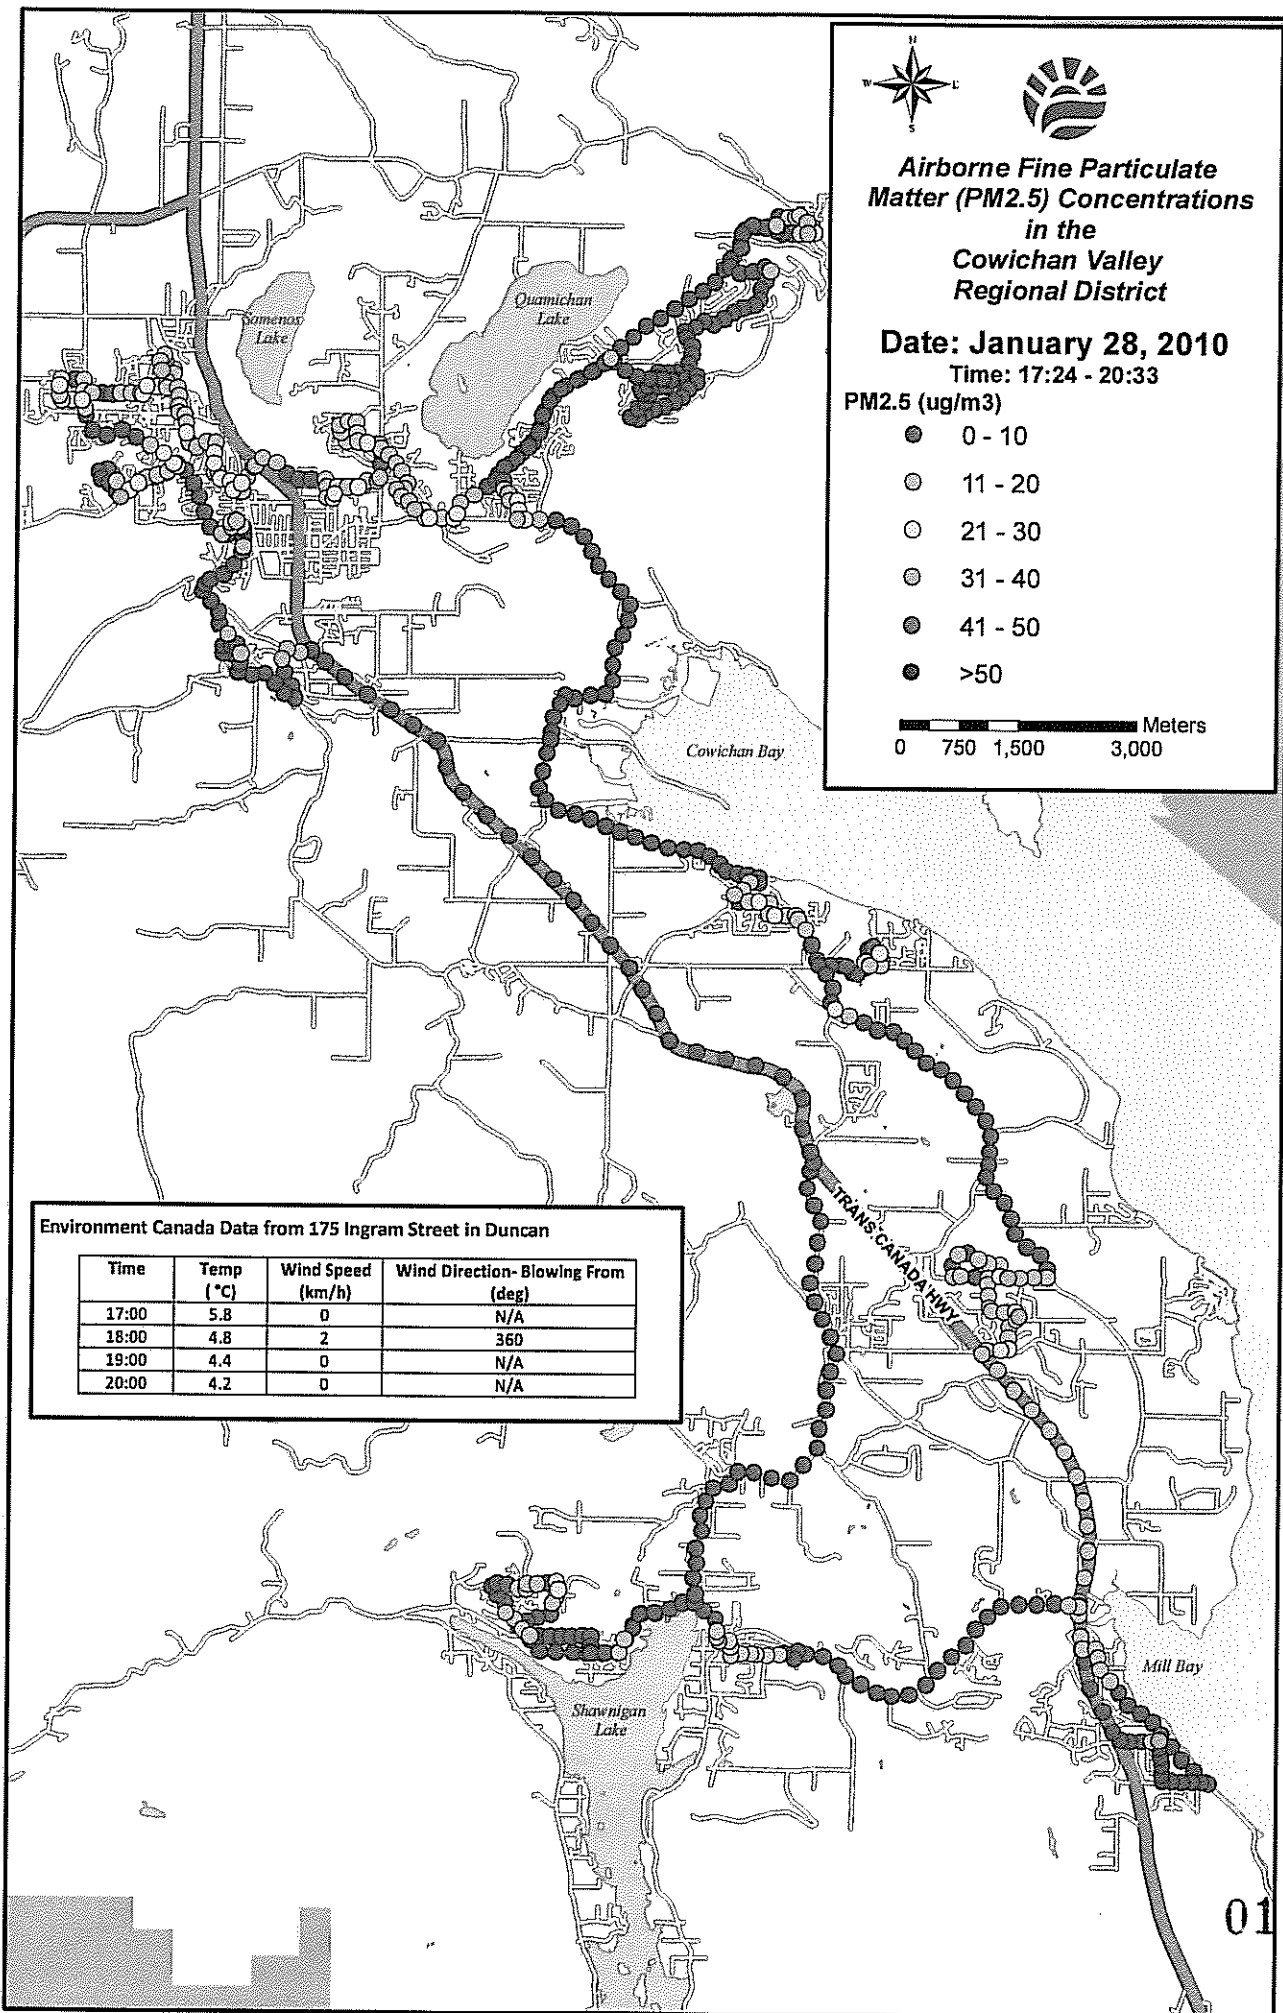 N
W
E
S
Airborne Fine Particulate
Matter (PM2.5) Concentrations
in the
Cowichan Valley
Regional District
Date: January 28, 2010
Time: 17:24 - 20:33
PM2.5 (ug/m3)
0 - 10
11 - 20
21 - 30
31 - 40
41 - 50
>50
Meters
0 750 1,500 3,000
Somenos
Lake
Quamichan
Lake
Cowichan Bay
TRANS CANADA HWY
Environment Canada Data from 175 Ingram Street in Duncan
Time Temp Wind Speed Wind Direction- Blowing From
(°C) (km/h) (deg)
17:00 5.8 0 N/A
18:00 4.8 2 360
19:00 4.4 0 N/A
20:00 4.2 0 N/A
Mill Bay
Shawnigan
Lake
01